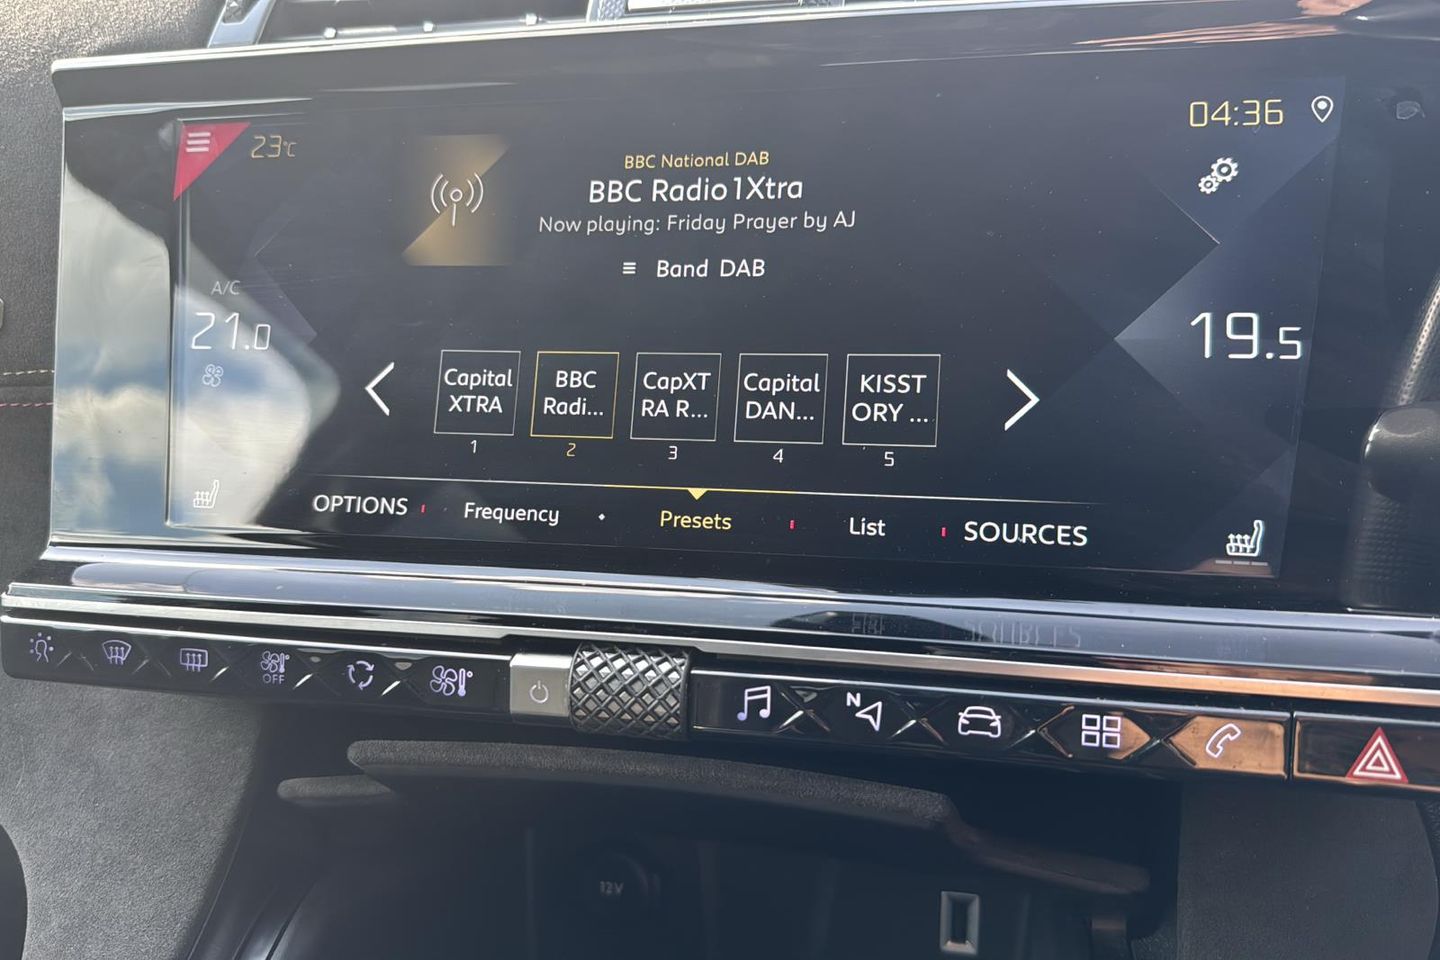 23°C
04:36
BBC National DAB
BBC Radio 1Xtra
Now playing: Friday Prayer by AJ
Band DAB
A/C
21.0
19.5
Capital
XTRA
1
BBC
Radi...
2
CapXT
RA R...
3
Capital
DAN...
4
KISST
ORY ...
5
OPTIONS
Frequency
Presets
List
SOURCES
OFF
N
12V